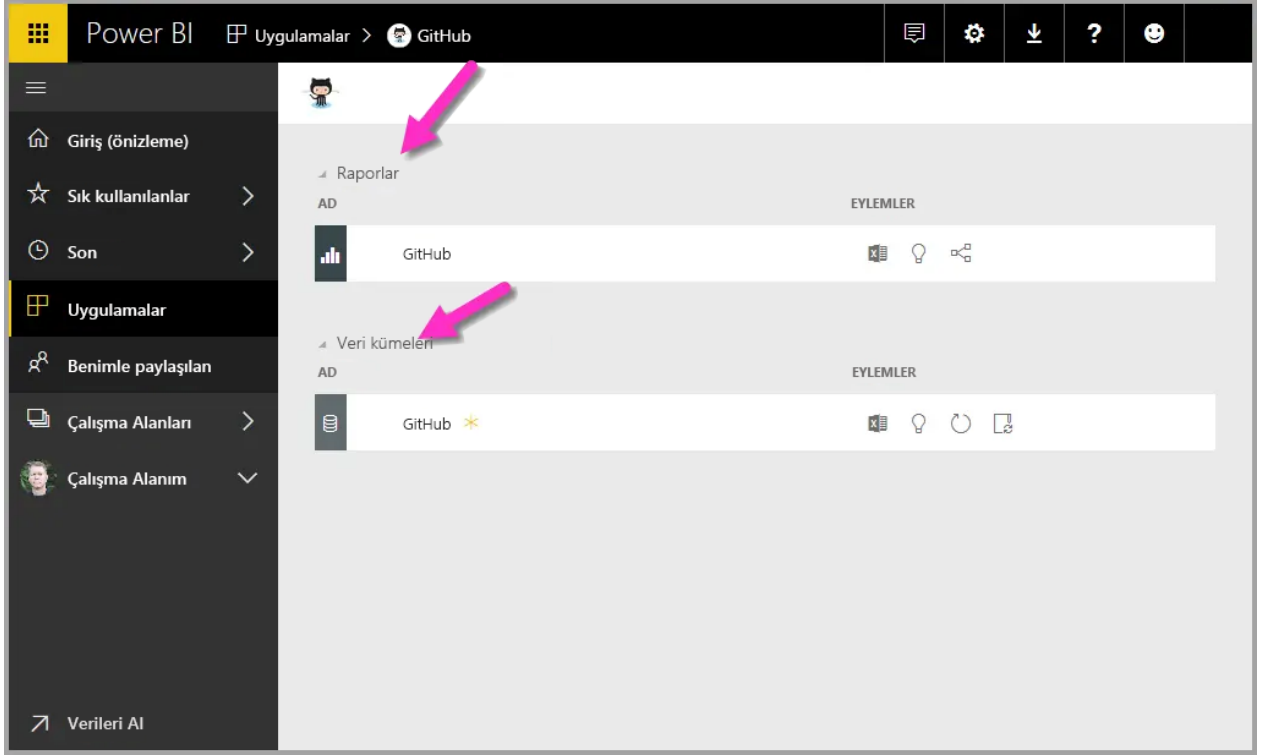 Power BI Uygulamalar > GitHub ?
Giriş (önizleme)
Sık kullanılanlar
Son
Uygulamalar
Benimle paylaşılan
Çalışma Alanları
Çalışma Alanım
Verileri Al
Raporlar
AD EYLEMLER
GitHub
Veri kümeleri
AD EYLEMLER
GitHub